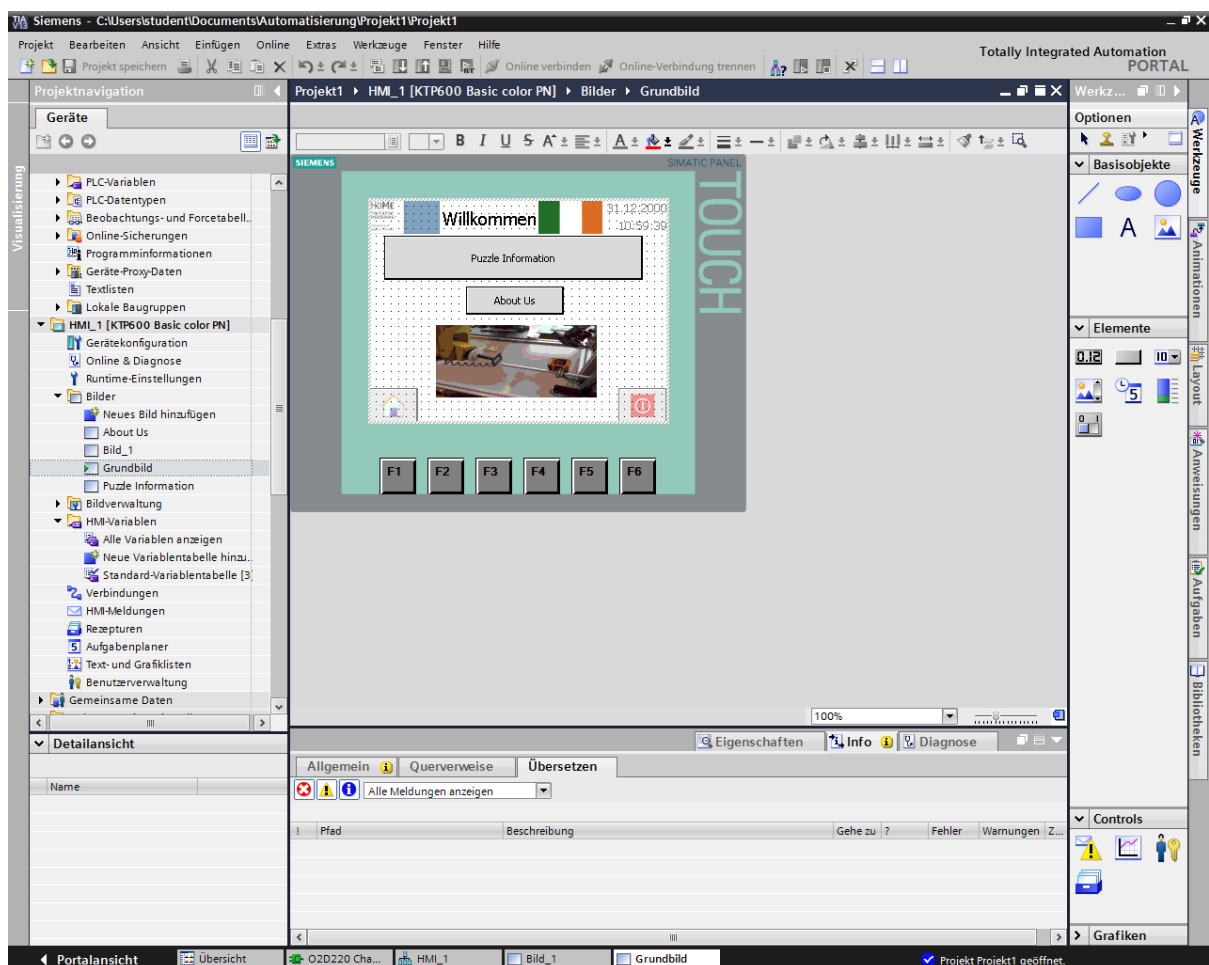 Siemens - C:\Users\student\Documents\Automatisierung\Projekt1\Projekt1
Projekt Bearbeiten Ansicht Einfügen Online Extras Werkzeuge Fenster Hilfe
Totally Integrated Automation
PORTAL
Projekt speichern
Online verbinden
Online-Verbindung trennen
Projektnavigation
Projekt1 HMI_1 [KTP600 Basic color PN] Bilder Grundbild
Werkz...
Geräte
Optionen
B I U S A
Visualisierung
PLC-Variablen
PLC-Datentypen
Beobachtungs- und Forcetabell..
Online-Sicherungen
Programminformationen
Geräte-Proxy-Daten
Textlisten
Lokale Baugruppen
HMI_1 [KTP600 Basic color PN]
Gerätekonfiguration
Online & Diagnose
Runtime-Einstellungen
Bilder
Neues Bild hinzufügen
About Us
Bild_1
Grundbild
Puzzle Information
Bildverwaltung
HMI-Variablen
Alle Variablen anzeigen
Neue Variablentabelle hinzu..
Standard-Variablentabelle [3]
Verbindungen
HMI-Meldungen
Rezepturen
Aufgabenplaner
Text- und Grafiklisten
Benutzerverwaltung
Gemeinsame Daten
Detailansicht
Name
SIEMENS
SIMATIC PANEL
TOUCH
HOME
Willkommen
31.12.2000
10:59:39
Puzzle Information
About Us
F1 F2 F3 F4 F5 F6
100%
Eigenschaften Info Diagnose
Allgemein Querverweise Übersetzen
Alle Meldungen anzeigen
! Pfad Beschreibung Gehe zu ? Fehler Warnungen Z...
Basisobjekte
A
Elemente
0.12
10
5
0 1
Controls
Grafiken
Werkzeuge
Animationen
Layout
Anweisungen
Aufgaben
Bibliotheken
Portalansicht Übersicht O2D220 Cha... HMI_1 Bild_1 Grundbild
Projekt Projekt1 geöffnet.